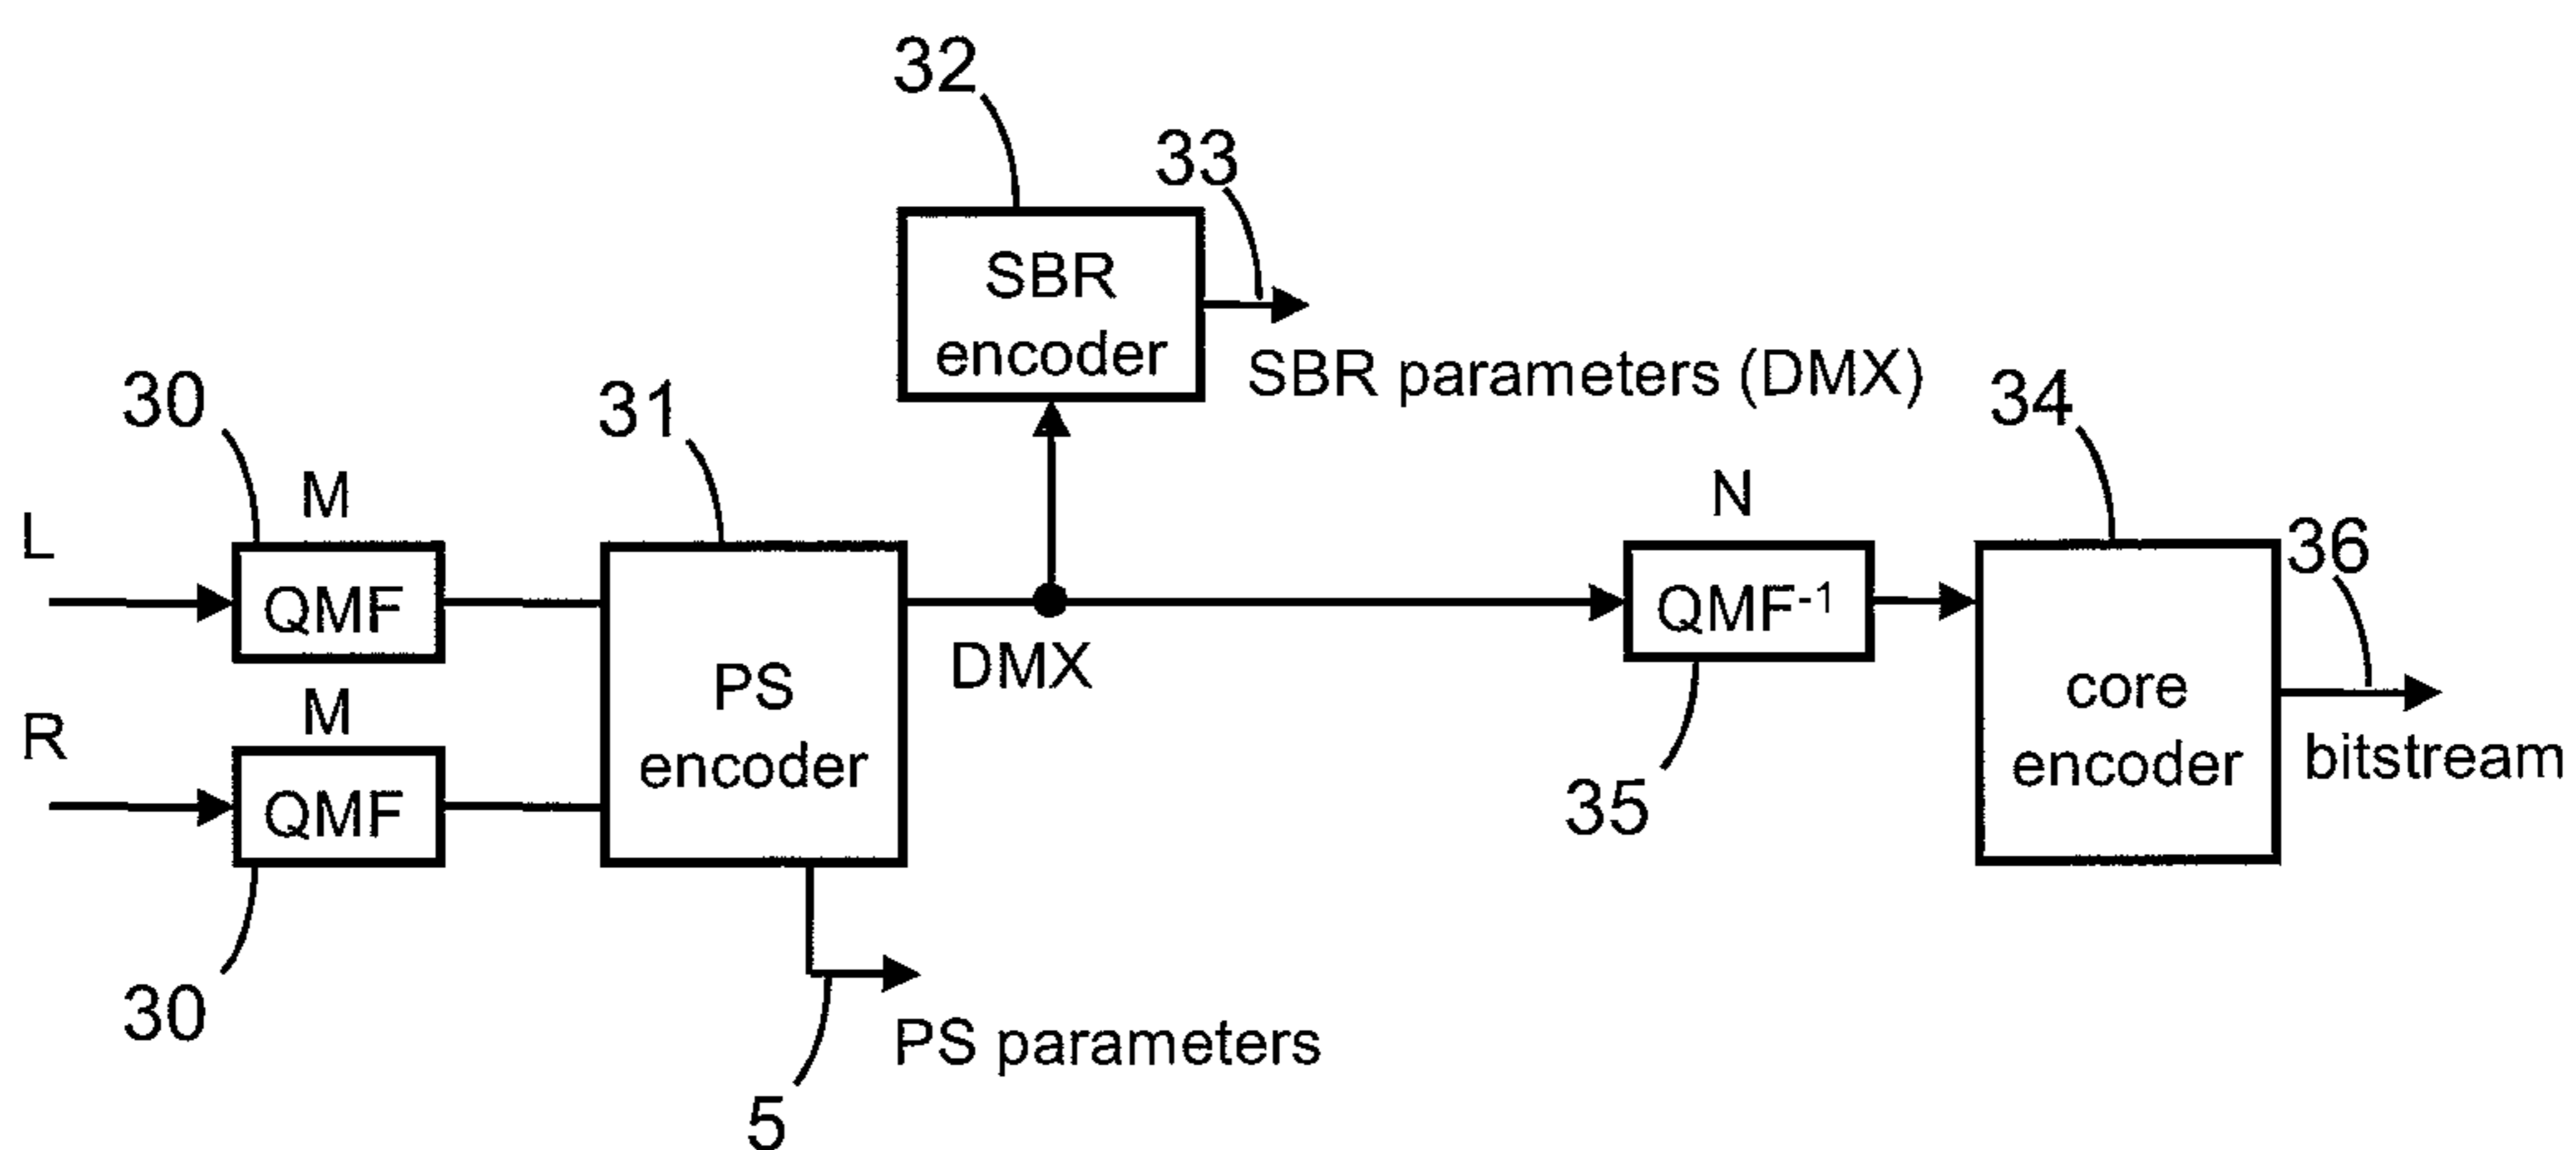 32
33
SBR
encoder
SBR parameters (DMX)
30
31
34
M
N
L
QMF
QMF-1
36
DMX
M
PS
encoder
core
encoder
R
bitstream
QMF
35
30
PS parameters
5